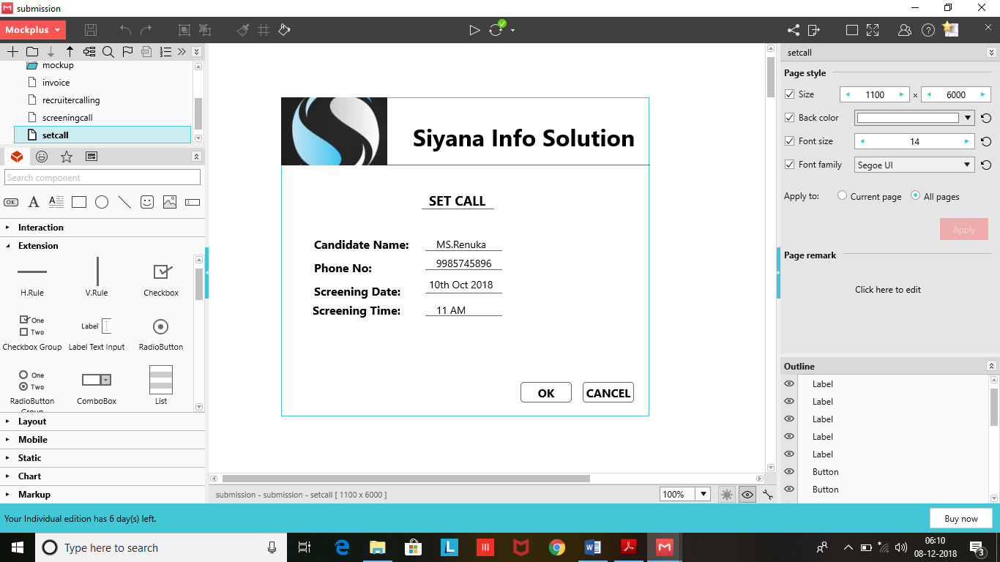 submission
Mockplus
mockup
invoice
recruitercalling
screeningcall
setcall
Search component
OK
A
A
Interaction
Extension
H.Rule
V.Rule
Checkbox
One
Two
Label
Checkbox Group
Label Text Input
RadioButton
One
Two
RadioButton
Group
ComboBox
List
Layout
Mobile
Static
Chart
Markup
Siyana Info Solution
SET CALL
Candidate Name: MS.Renuka
Phone No: 9985745896
Screening Date: 10th Oct 2018
Screening Time: 11 AM
OK CANCEL
submission - submission - setcall [ 1100 x 6000 ]
100%
setcall
Page style
Size 1100 × 6000
Back color
Font size 14
Font family Segoe UI
Apply to: Current page All pages
Apply
Page remark
Click here to edit
Outline
Label
Label
Label
Label
Label
Button
Button
Your Individual edition has 6 day(s) left.
Buy now
Type here to search
06:10
08-12-2018
3